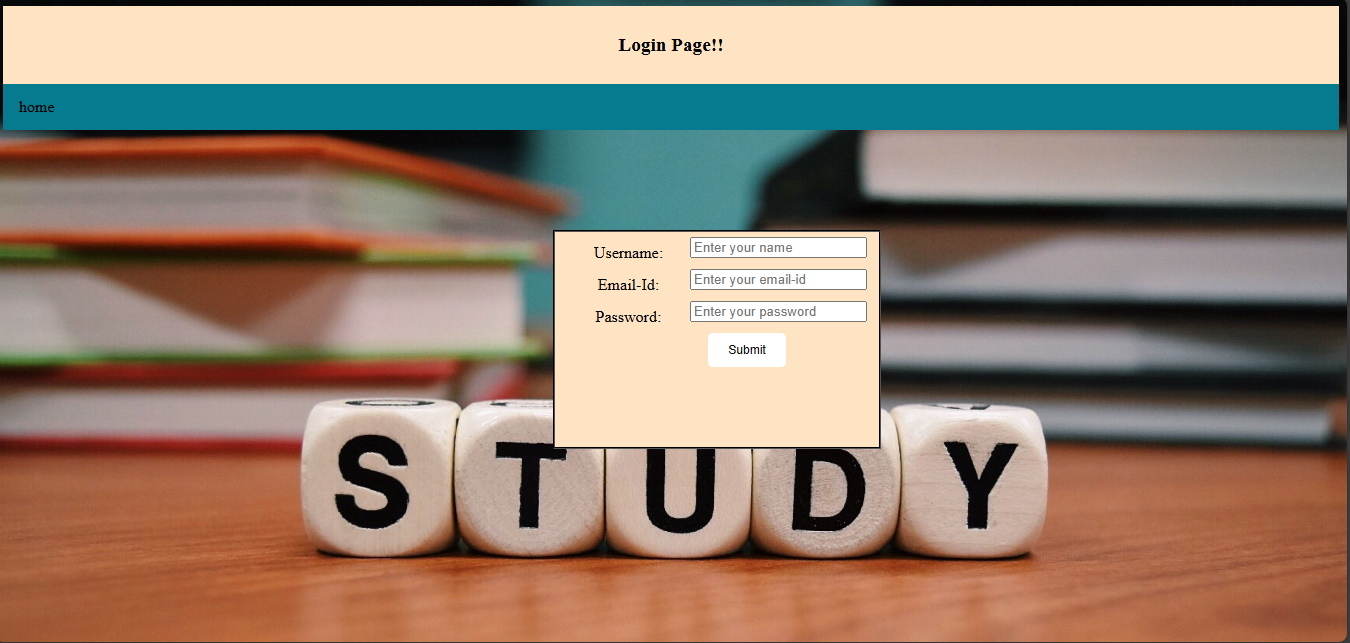 Login Page!!
home
Username: Enter your name
Email-Id: Enter your email-id
Password: Enter your password
Submit
STUDY